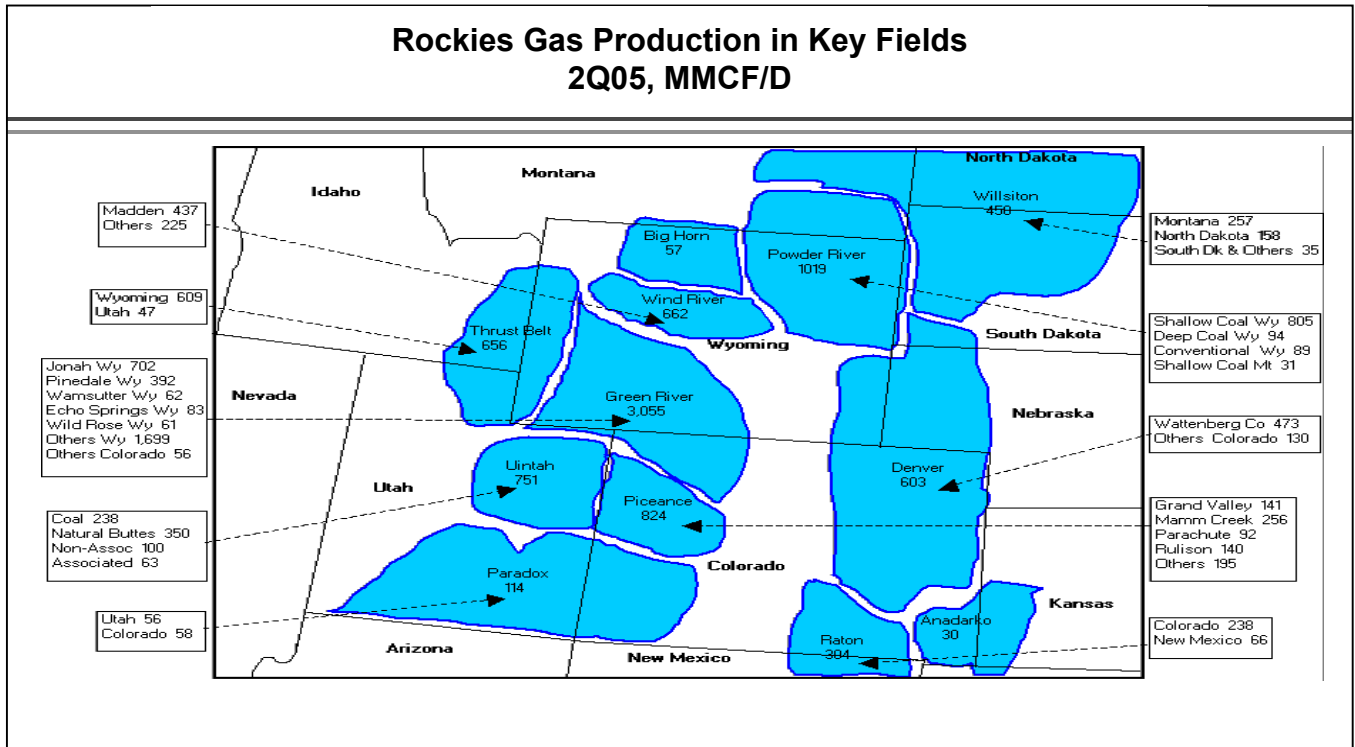 Rockies Gas Production in Key Fields
2Q05, MMCF/D
North Dakota
Montana
Idaho
Willsiton
450
Madden 437
Others 225
Montana 257
North Dakota 158
South Dk & Others 35
Big Horn
57
Powder River
1019
Wind River
662
Wyoming 609
Utah 47
Thrust Belt
656
Wyoming
South Dakota
Shallow Coal Wy 805
Deep Coal Wy 94
Conventional Wy 89
Shallow Coal Mt 31
Jonah Wy 702
Pinedale Wy 392
Wamsutter Wy 62
Echo Springs Wy 83
Wild Rose Wy 61
Others Wy 1,699
Others Colorado 56
Nevada
Green River
3,055
Nebraska
Wattenberg Co 473
Others Colorado 130
Uintah
751
Denver
603
Utah
Piceance
824
Coal 238
Natural Buttes 350
Non-Assoc 100
Associated 63
Grand Valley 141
Mamm Creek 256
Parachute 92
Rulison 140
Others 195
Colorado
Paradox
114
Kansas
Utah 56
Colorado 58
Anadarko
30
Raton
304
Colorado 238
New Mexico 66
Arizona
New Mexico